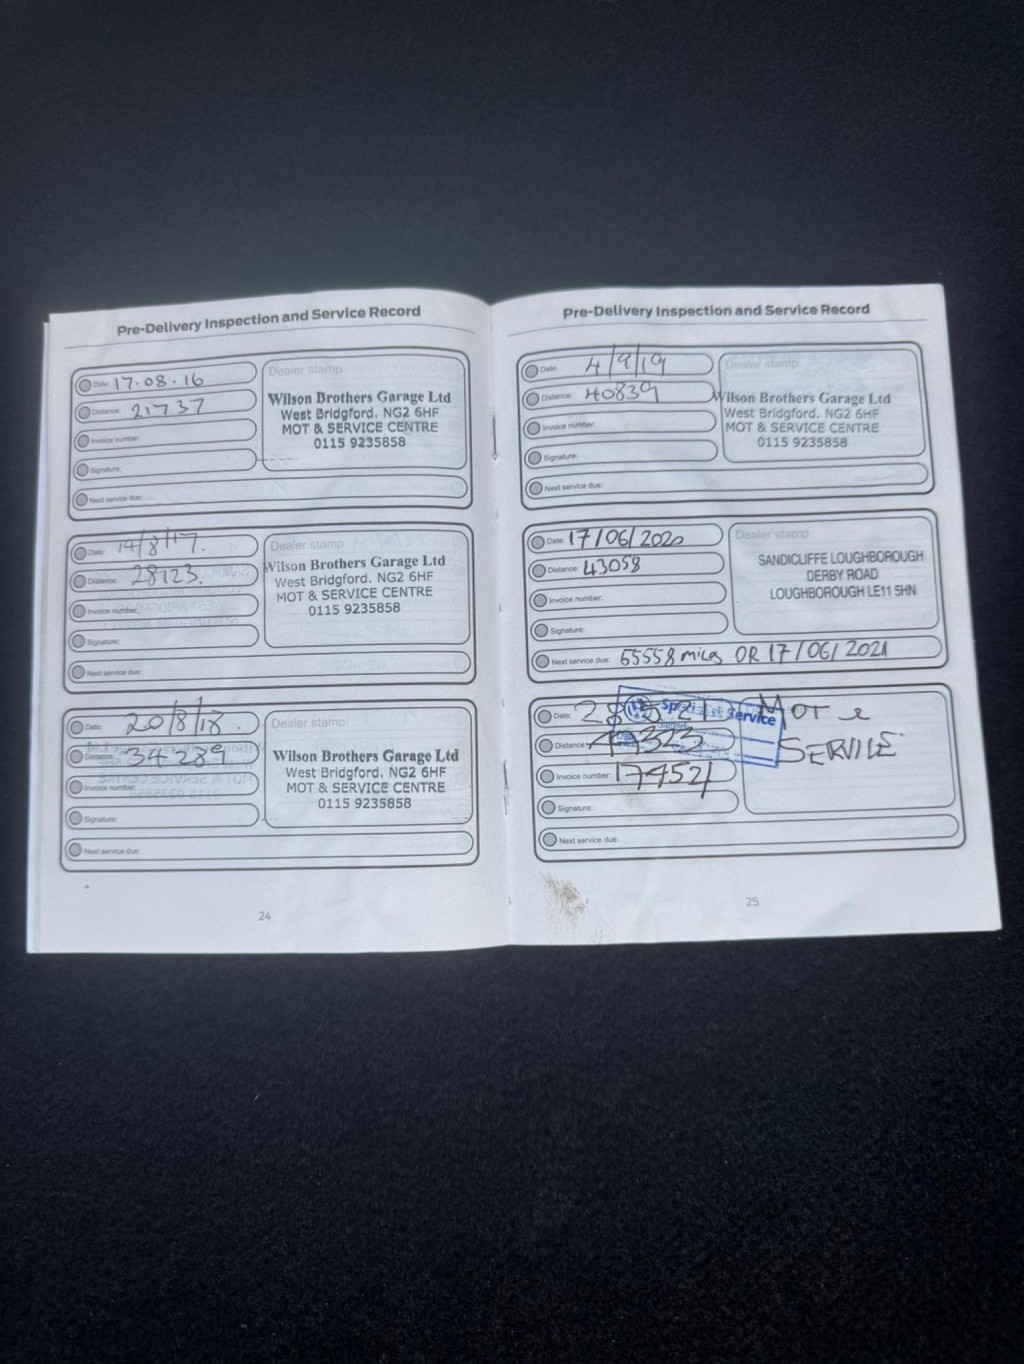 Pre-Delivery Inspection and Service Record
Date: 17.08.16
Distance: 21737
Invoice number:
Signature:
Next service due:
Dealer stamp
Wilson Brothers Garage Ltd
West Bridgford. NG2 6HF
MOT & SERVICE CENTRE
0115 9235858
Date: 14/8/17.
Distance: 28123.
Invoice number:
Signature:
Next service due:
Dealer stamp
Wilson Brothers Garage Ltd
West Bridgford. NG2 6HF
MOT & SERVICE CENTRE
0115 9235858
Date: 20/8/18.
Distance: 34289
Invoice number:
Signature:
Next service due:
Dealer stamp
Wilson Brothers Garage Ltd
West Bridgford. NG2 6HF
MOT & SERVICE CENTRE
0115 9235858
24
Pre-Delivery Inspection and Service Record
Date: 4/9/19
Distance: 40839
Invoice number:
Signature:
Next service due:
Dealer stamp
Wilson Brothers Garage Ltd
West Bridgford. NG2 6HF
MOT & SERVICE CENTRE
0115 9235858
Date: 17/06/2020
Distance: 43058
Invoice number:
Signature:
Next service due: 55558 miles OR 17/06/2021
Dealer stamp
SANDICLIFFE LOUGHBOROUGH
DERBY ROAD
LOUGHBOROUGH LE11 5HN
Date:
Distance:
Invoice number: 174521
Signature:
Next service due:
Specialist Service
MOT &
SERVICE
25